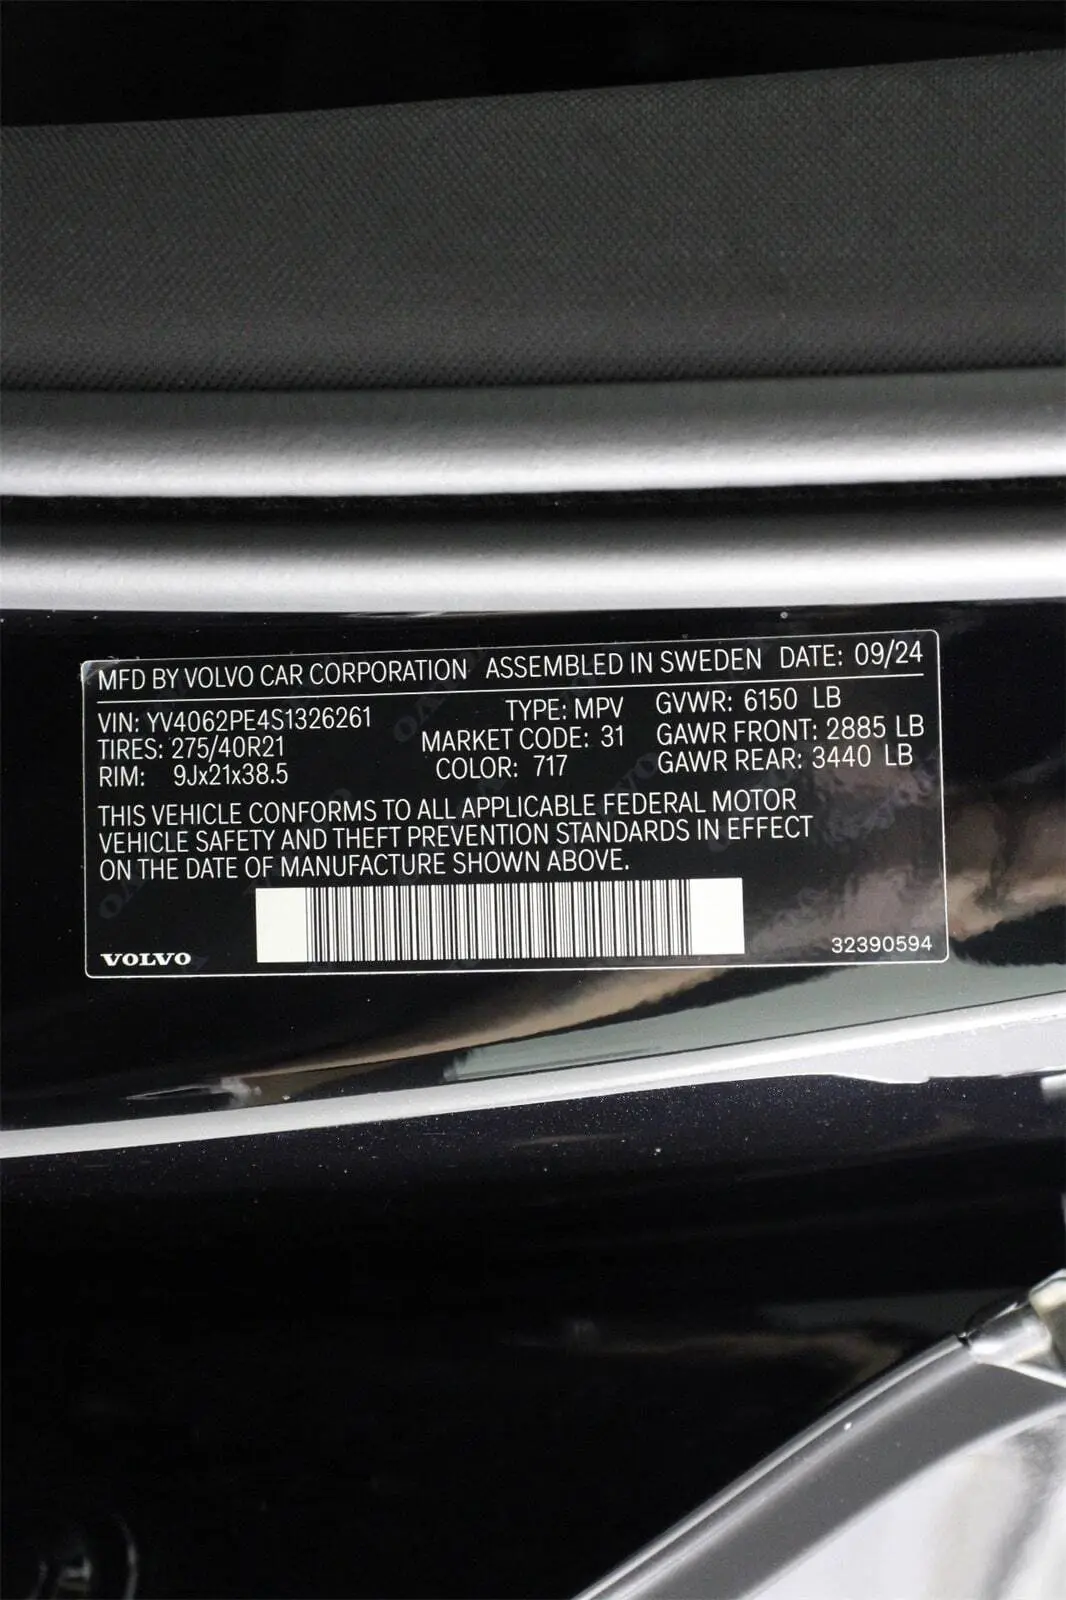 MFD BY VOLVO CAR CORPORATION ASSEMBLED IN SWEDEN DATE: 09/24
VIN: YV4062PE4S1326261 TYPE: MPV GVWR: 6150 LB
TIRES: 275/40R21 MARKET CODE: 31 GAWR FRONT: 2885 LB
RIM: 9Jx21x38.5 COLOR: 717 GAWR REAR: 3440 LB
THIS VEHICLE CONFORMS TO ALL APPLICABLE FEDERAL MOTOR
VEHICLE SAFETY AND THEFT PREVENTION STANDARDS IN EFFECT
ON THE DATE OF MANUFACTURE SHOWN ABOVE.
VOLVO 32390594